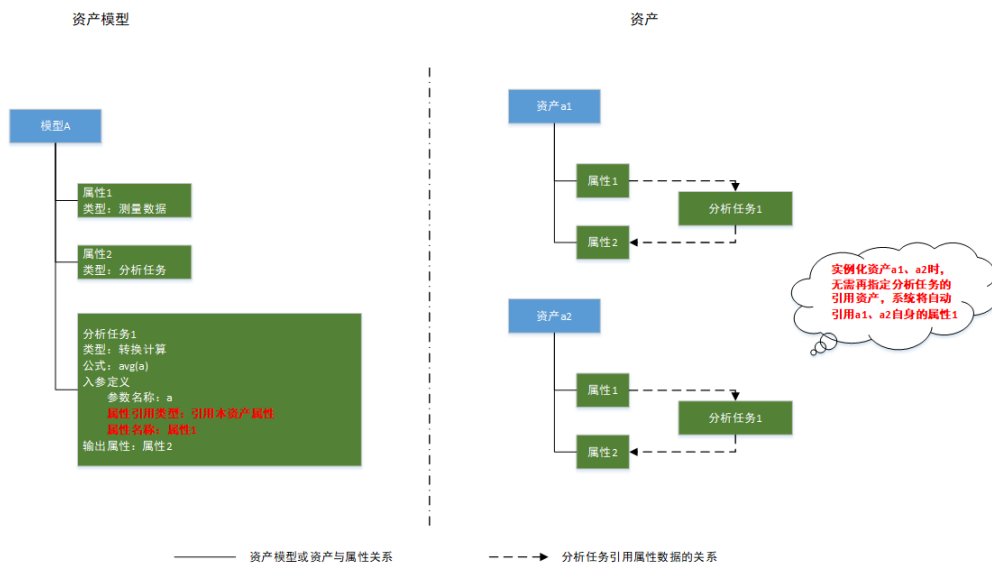 资产模型
资产
模型A
属性1
类型：测量数据
属性2
类型：分析任务
分析任务1
类型：转换计算
公式：avg(a)
入参定义
参数名称：a
属性引用类型：引用本资产属性
属性名称：属性1
输出属性：属性2
资产a1
属性1
分析任务1
属性2
资产a2
属性1
分析任务1
属性2
实例化资产a1、a2时，
无需再指定分析任务的
引用资产，系统将自动
引用a1、a2自身的属性1
资产模型或资产与属性关系
分析任务引用属性数据的关系